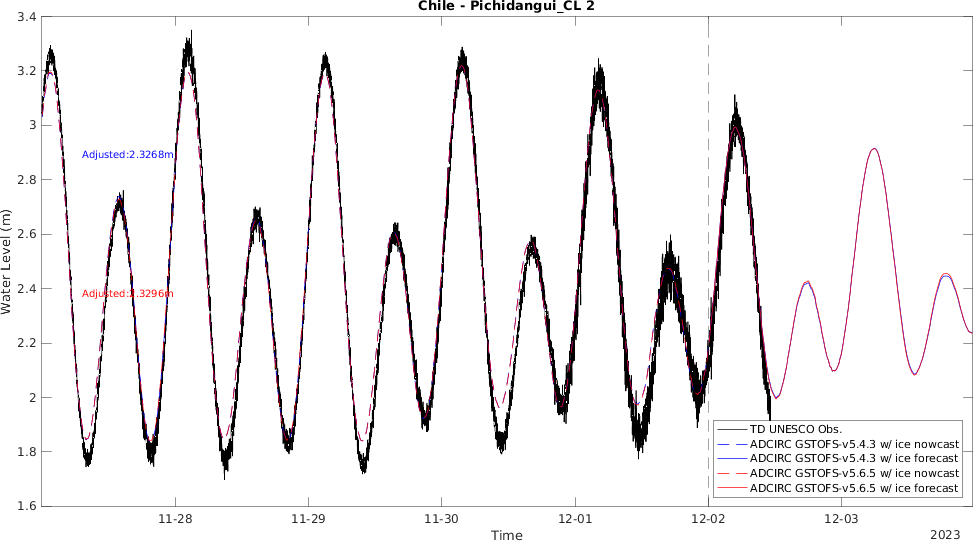 Chile - Pichidangui_CL 2
3.4
3.2
3
2.8
2.6
2.4
2.2
2
1.8
1.6
Water Level (m)
Adjusted:2.3268m
Adjusted:2.3296m
TD UNESCO Obs.
ADCIRC GSTOFS-v5.4.3 w/ ice nowcast
ADCIRC GSTOFS-v5.4.3 w/ ice forecast
ADCIRC GSTOFS-v5.6.5 w/ ice nowcast
ADCIRC GSTOFS-v5.6.5 w/ ice forecast
11-28 11-29 11-30 12-01 12-02 12-03
Time
2023